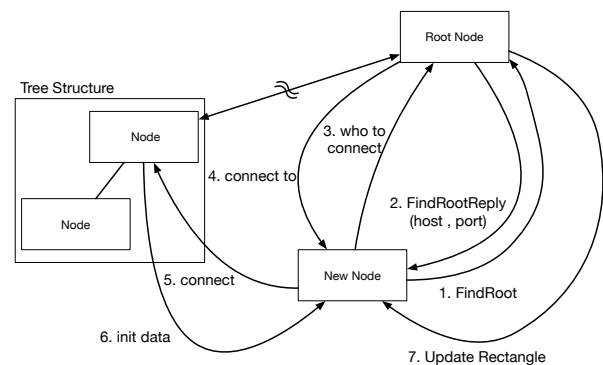 Root Node
Tree Structure
Node
3. who to
connect
4. connect to
2. FindRootReply
(host , port)
Node
New Node
5. connect
1. FindRoot
6. init data
7. Update Rectangle